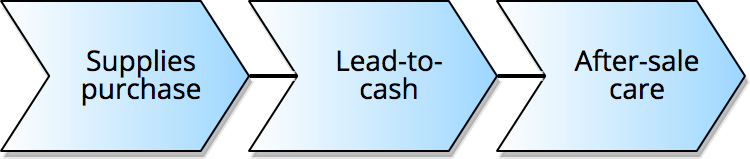 Supplies
purchase
Lead-to-
cash
After-sale
care